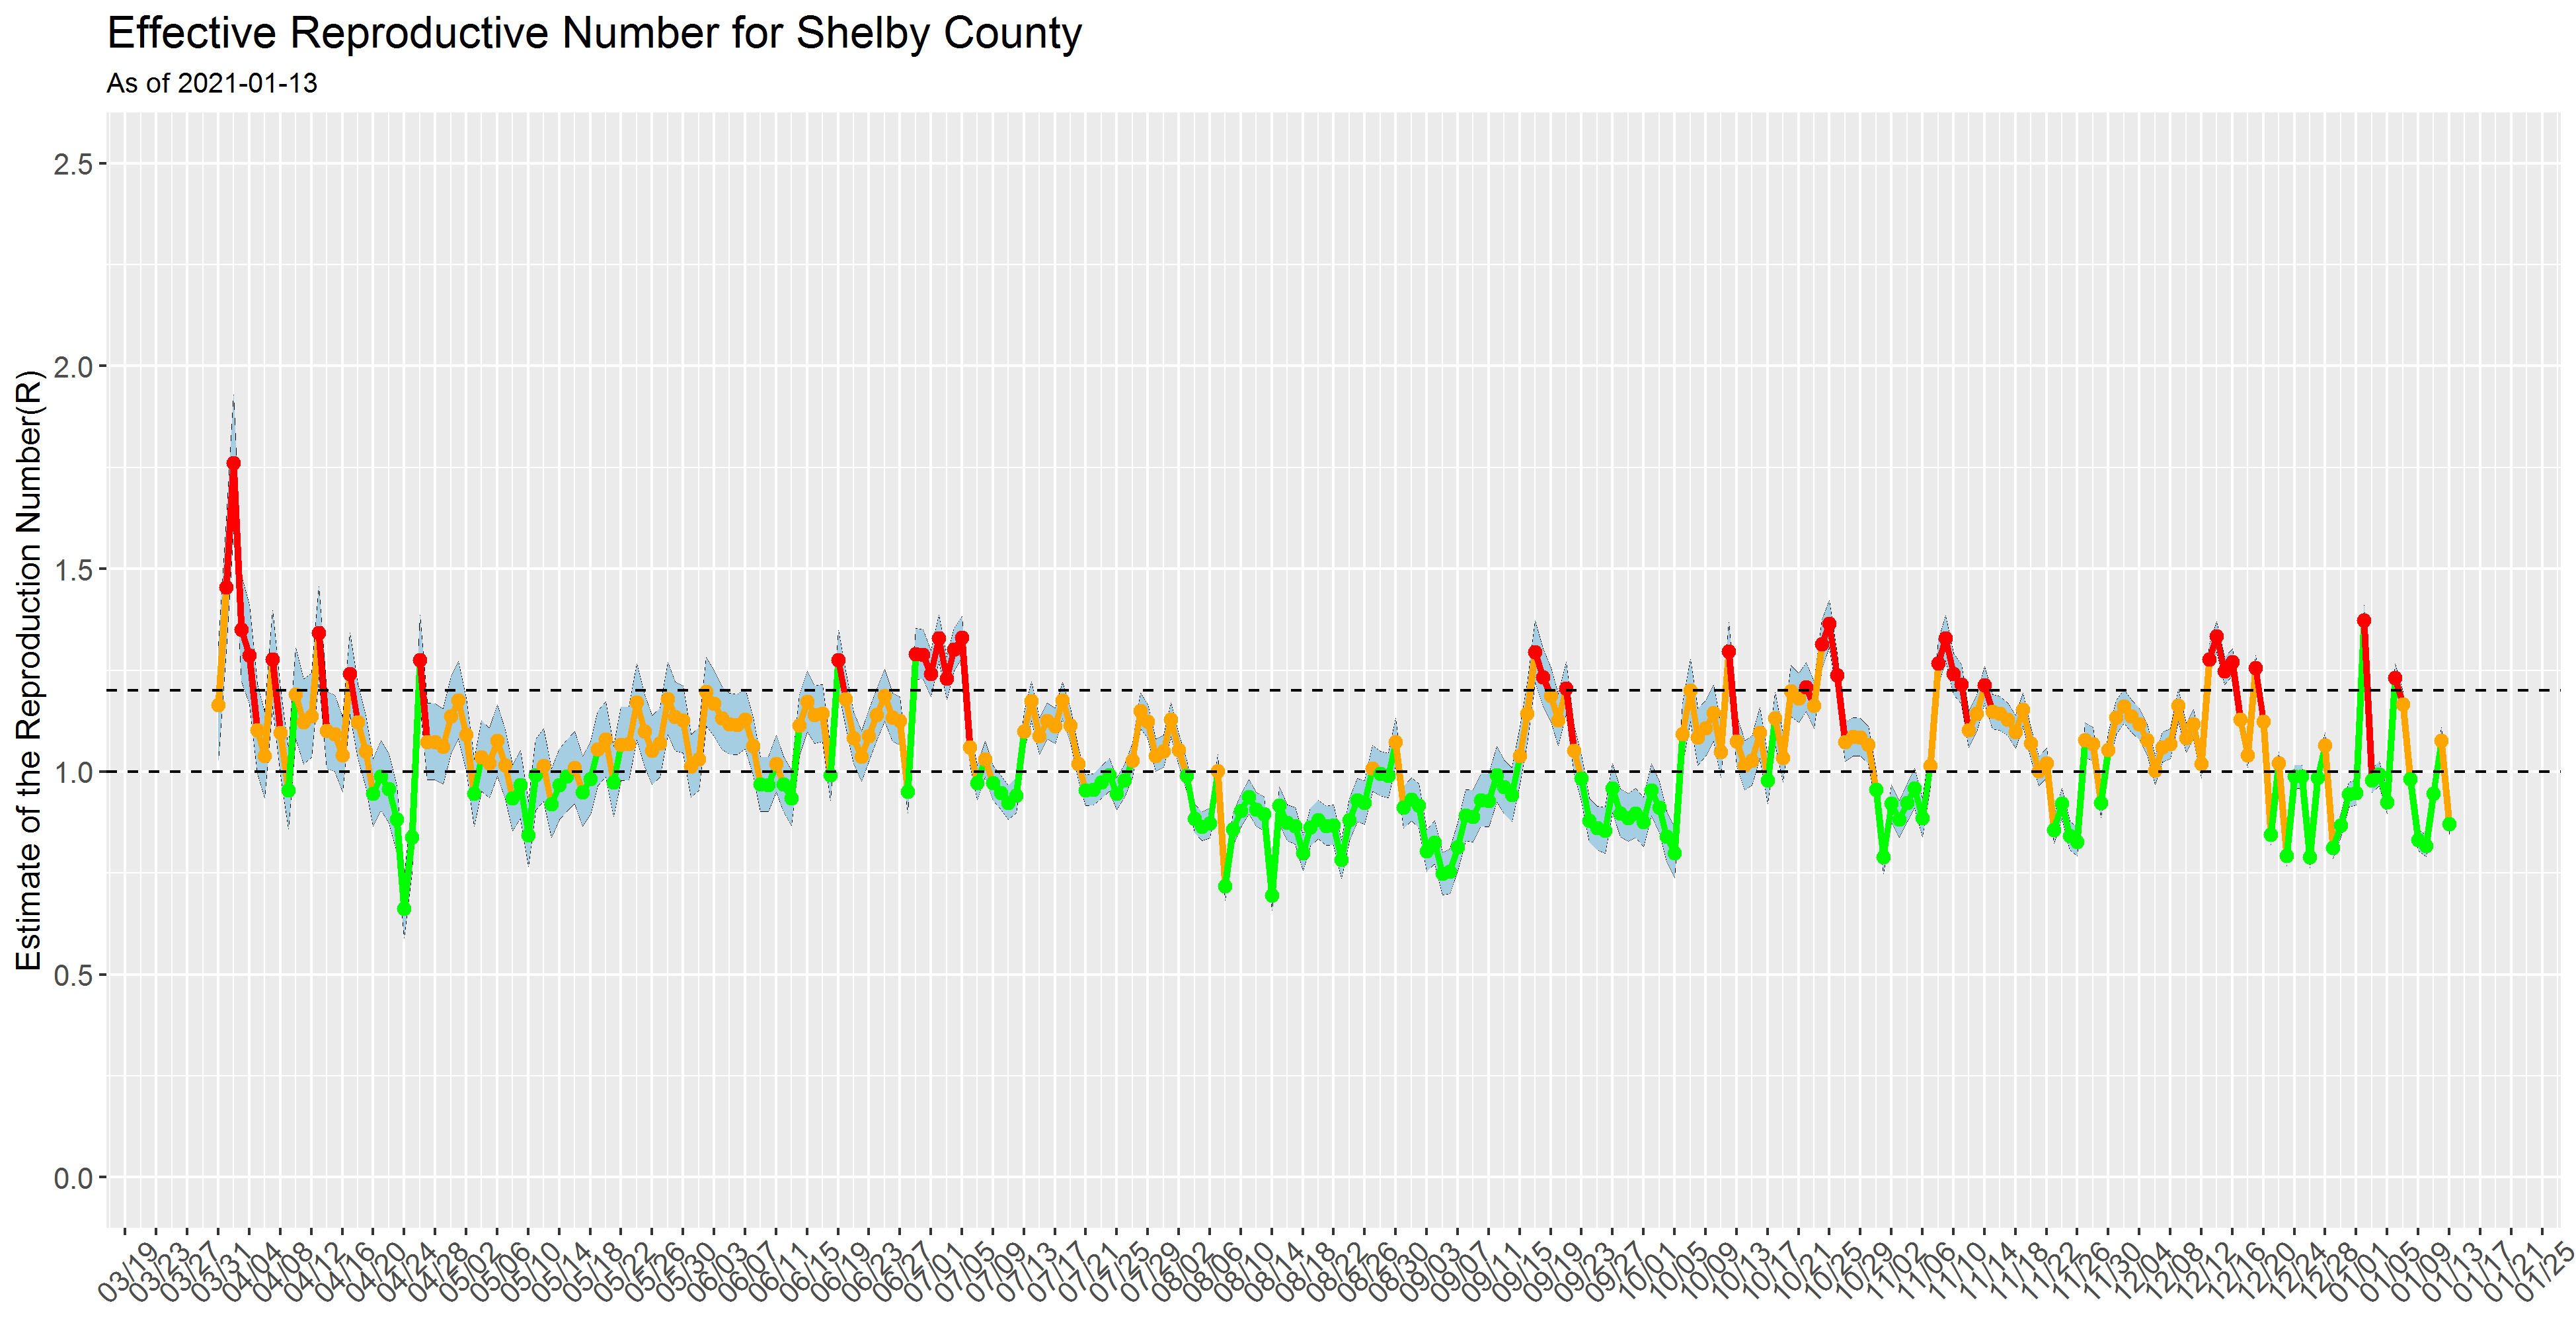 Effective Reproductive Number for Shelby County
As of 2021-01-13
Estimate of the Reproduction Number(R)
2.5
2.0
1.5
1.0
0.5
0.0
03/19 03/23 03/27 03/31 04/04 04/08 04/12 04/16 04/20 04/24 04/28 05/02 05/06 05/10 05/14 05/18 05/22 05/26 05/30 06/03 06/07 06/11 06/15 06/19 06/23 06/27 07/01 07/05 07/09 07/13 07/17 07/21 07/25 07/29 08/02 08/06 08/10 08/14 08/18 08/22 08/26 08/30 09/03 09/07 09/11 09/15 09/19 09/23 09/27 10/01 10/05 10/09 10/13 10/17 10/21 10/25 10/29 11/02 11/06 11/10 11/14 11/18 11/22 11/26 11/30 12/04 12/08 12/12 12/16 12/20 12/24 12/28 01/01 01/05 01/09 01/13 01/17 01/21 01/25